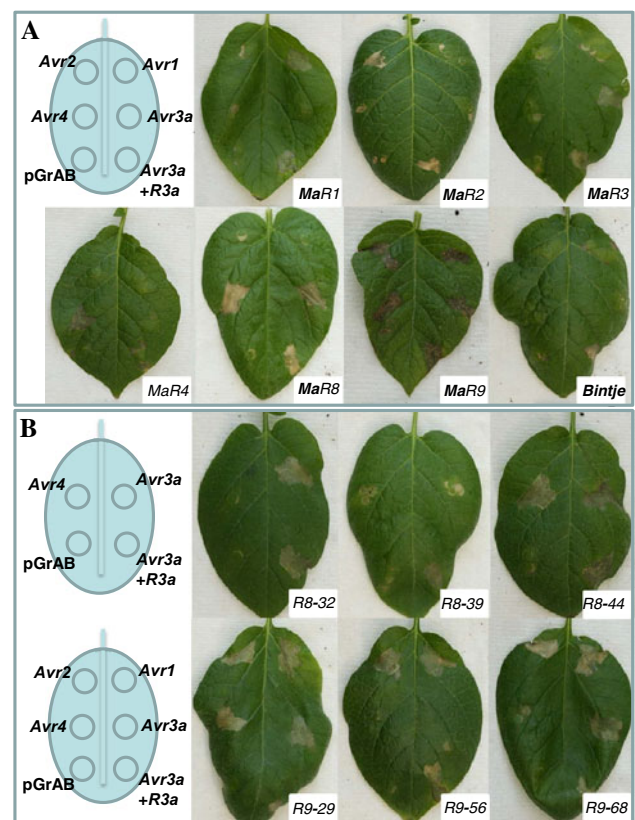 A
Avr2
Avr1
Avr4
Avr3a
pGrAB
Avr3a
+R3a
MaR1
MaR2
MaR3
MaR4
MaR8
MaR9
Bintje
B
Avr4
Avr3a
pGrAB
Avr3a
+R3a
R8-32
R8-39
R8-44
Avr2
Avr1
Avr4
Avr3a
pGrAB
Avr3a
+R3a
R9-29
R9-56
R9-68